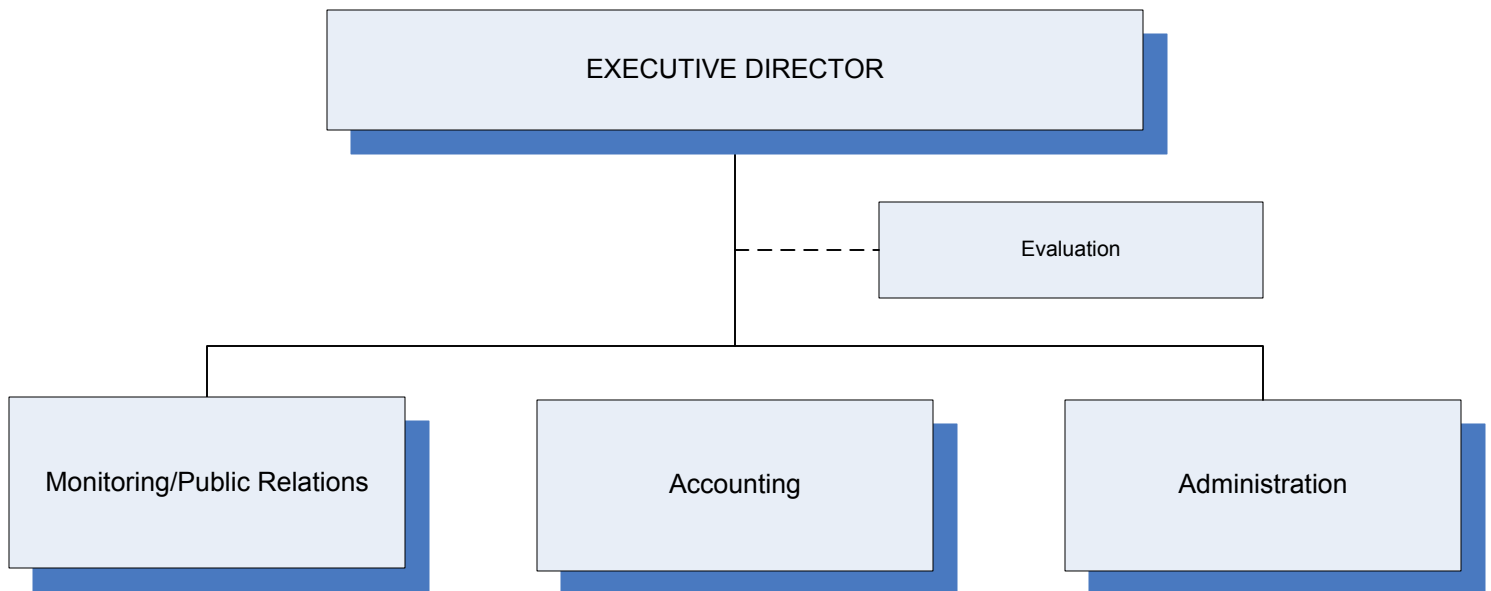 EXECUTIVE DIRECTOR
Evaluation
Monitoring/Public Relations
Accounting
Administration